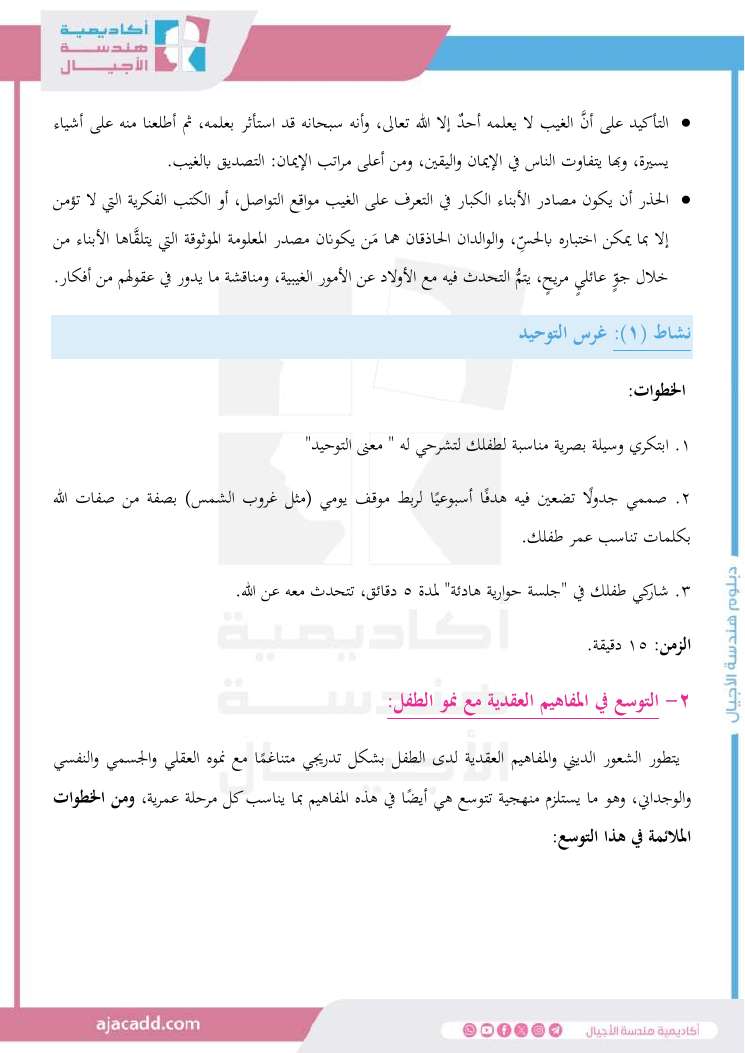 أكاديمية
هندسة
الأجيال
● التأكيد على أنَّ الغيب لا يعلمه أحدٌ إلا الله تعالى، وأنه سبحانه قد استأثر بعلمه، ثم أطلعنا منه على أشياء
يسيرة، وبها يتفاوت الناس في الإيمان واليقين، ومن أعلى مراتب الإيمان: التصديق بالغيب.
● الحذر أن يكون مصادر الأبناء الكبار في التعرف على الغيب مواقع التواصل، أو الكتب الفكرية التي لا تؤمن
إلا بما يمكن اختباره بالحسِّ، والوالدان الحاذقان هما مَن يكونان مصدر المعلومة الموثوقة التي يتلقَّاها الأبناء من
خلال جوٍّ عائليٍ مريحٍ، يتمُّ التحدث فيه مع الأولاد عن الأمور الغيبية، ومناقشة ما يدور في عقولهم من أفكار.
نشاط (١): غرس التوحيد
الخطوات:
١. ابتكري وسيلة بصرية مناسبة لطفلك لتشرحي له " معنى التوحيد"
٢. صممي جدولًا تضعين فيه هدفًا أسبوعيًا لربط موقف يومي (مثل غروب الشمس) بصفة من صفات الله
بكلمات تناسب عمر طفلك.
٣. شاركي طفلك في "جلسة حوارية هادئة" لمدة ٥ دقائق، تتحدث معه عن الله.
الزمن: ١٥ دقيقة.
٢- التوسع في المفاهيم العقدية مع نمو الطفل:
يتطور الشعور الديني والمفاهيم العقدية لدى الطفل بشكل تدريجي متناغمًا مع نموه العقلي والجسمي والنفسي
والوجداني، وهو ما يستلزم منهجية تتوسع هي أيضًا في هذه المفاهيم بما يناسب كل مرحلة عمرية، ومن الخطوات
الملائمة في هذا التوسع:
دبلوم هندسة الأجيال
أكاديمية
هندسة
الأجيال
أكاديمية هندسة الأجيال
ajacadd.com